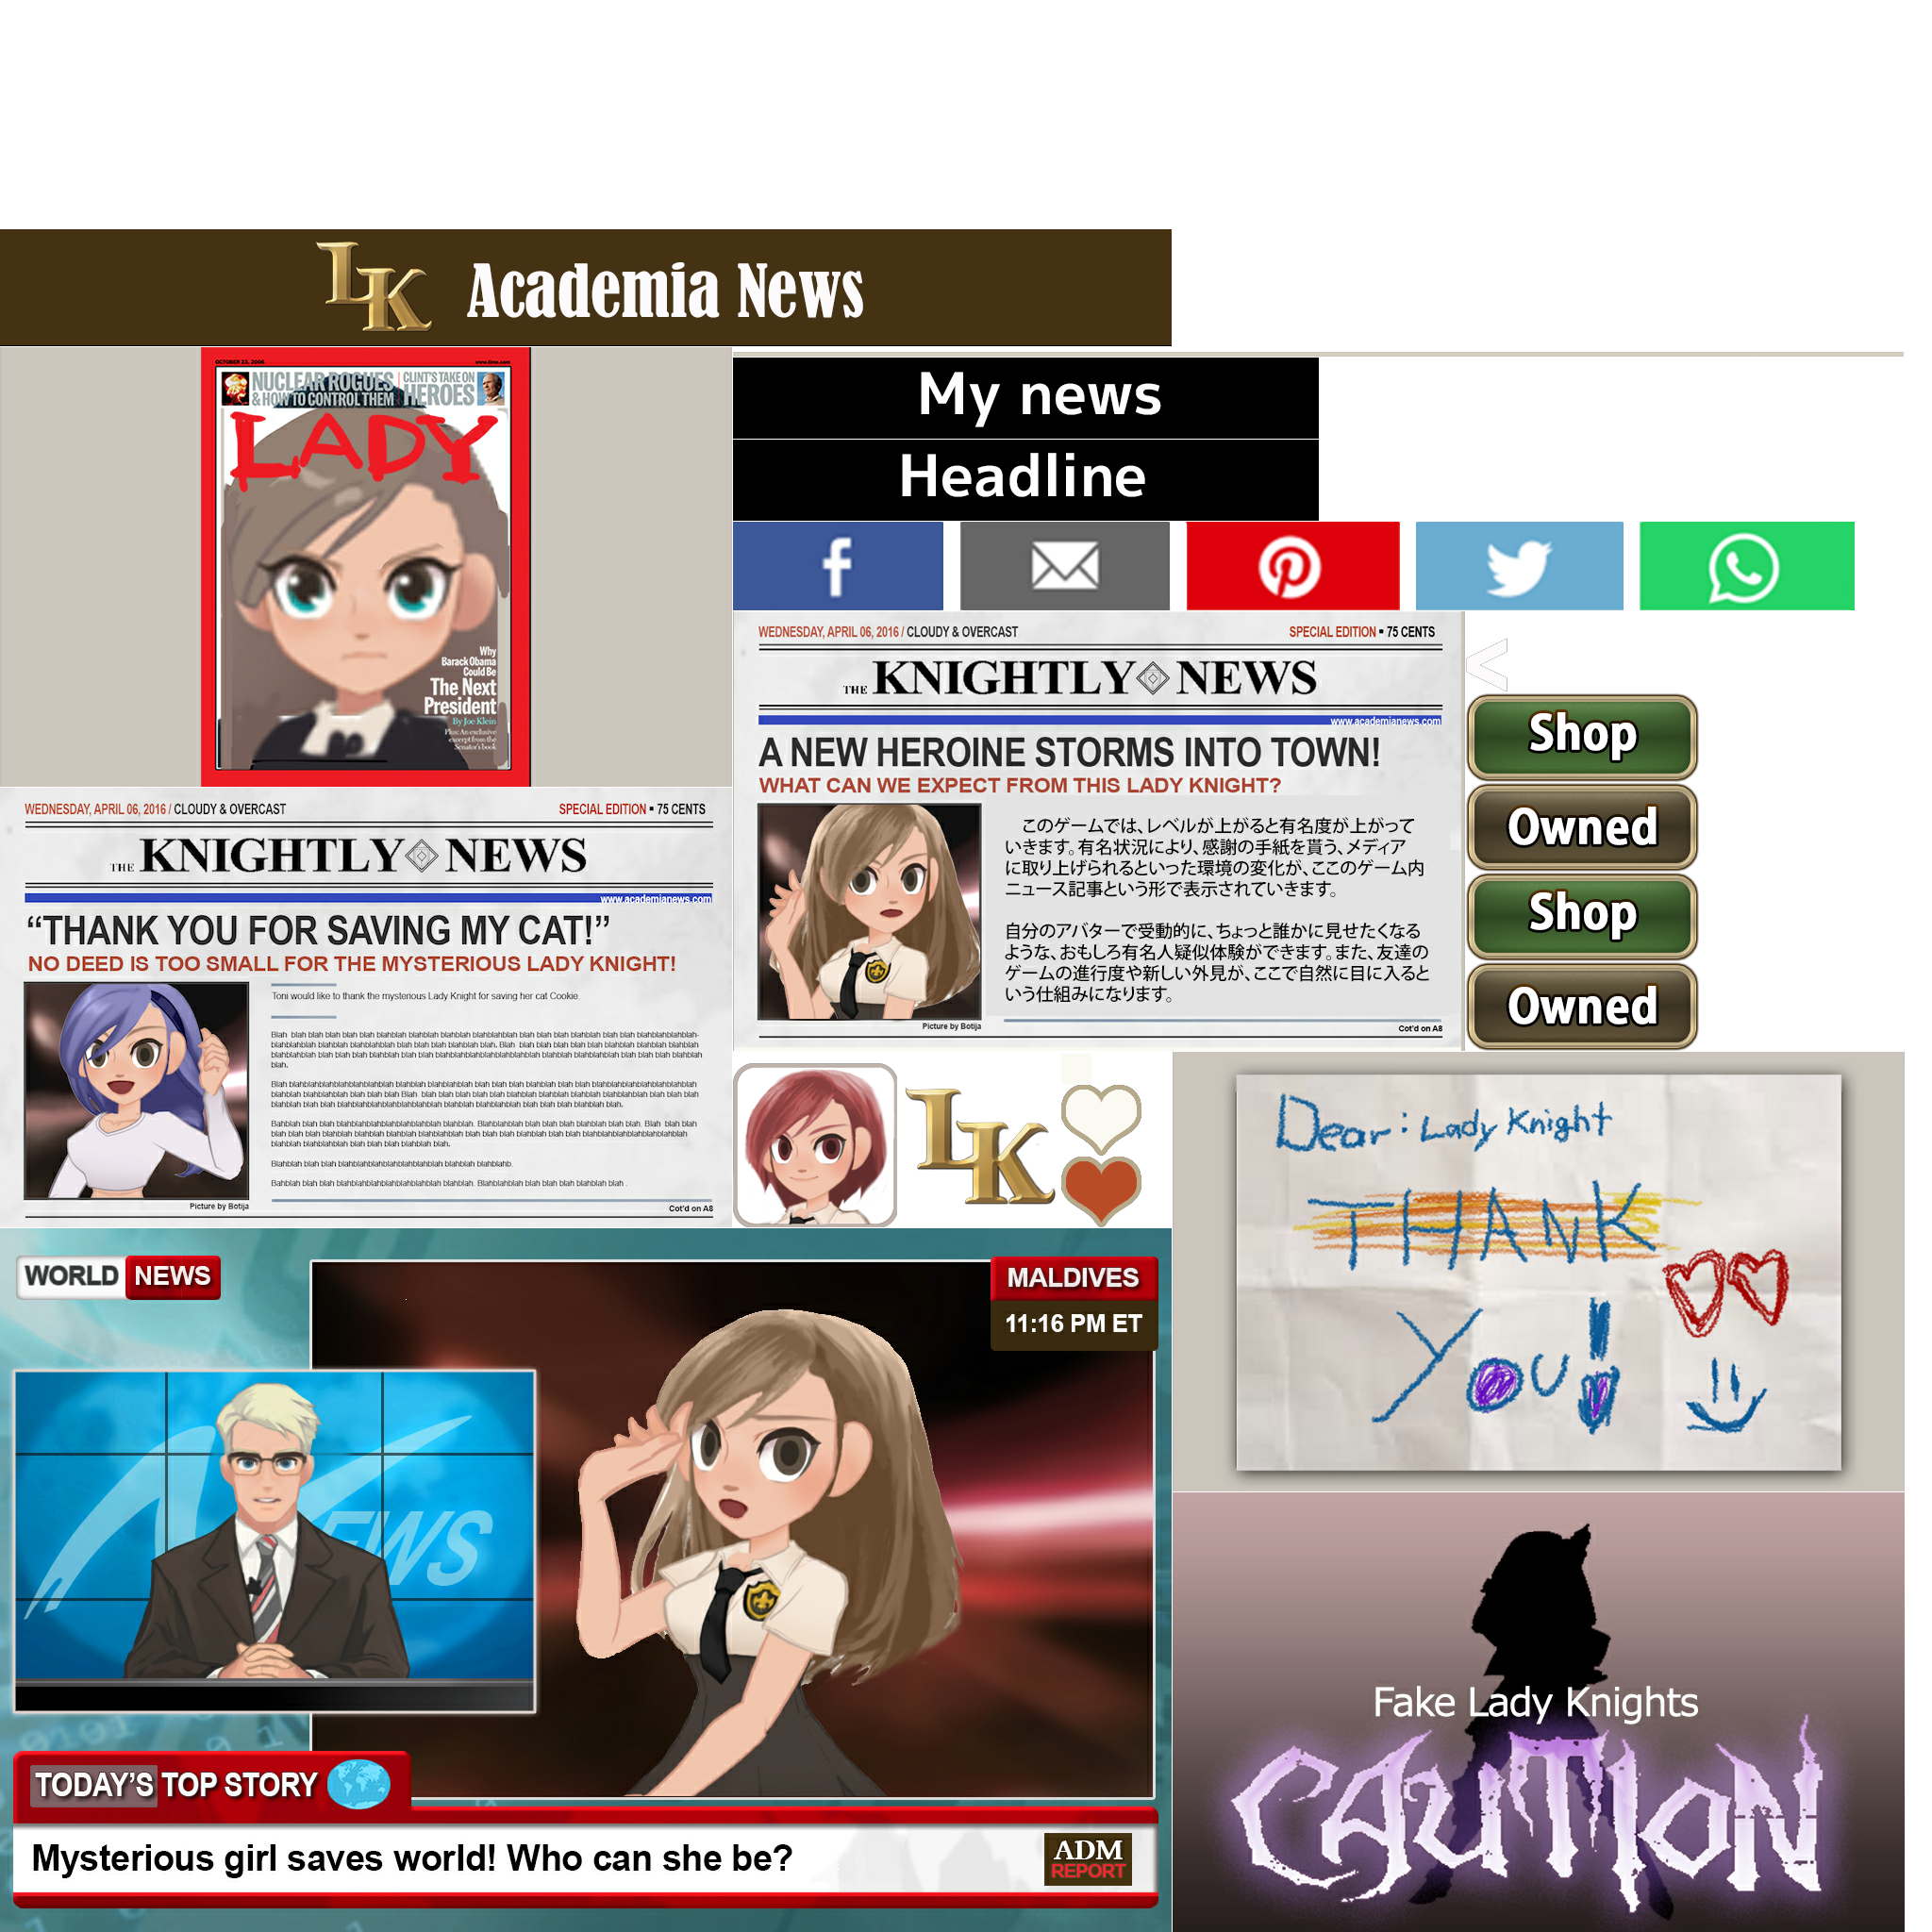 LK Academia News
OCTOBER 23, 2006
www.time.com
NUCLEAR ROGUES
& HOW TO CONTROL THEM
CLINT'S TAKE ON
HEROES
LADY
Why
Barack Obama
Could Be
The Next
President
By Joe Klein
Plus: An exclusive
excerpt from the
Senator's book
My news
Headline
WEDNESDAY, APRIL 06, 2016 / CLOUDY & OVERCAST
SPECIAL EDITION ▪ 75 CENTS
THE KNIGHTLY NEWS
www.academianews.com
A NEW HEROINE STORMS INTO TOWN!
WHAT CAN WE EXPECT FROM THIS LADY KNIGHT?
このゲームでは、レベルが上がると有名度が上がって
いきます。有名状況により、感謝の手紙を貰う、メディア
に取り上げられるといった環境の変化が、ここのゲーム内
ニュース記事という形で表示されていきます。
自分のアバターで受動的に、ちょっと誰かに見せたくなる
ような、おもしろ有名人疑似体験ができます。また、友達の
ゲームの進行度や新しい外見が、ここで自然に目に入ると
いう仕組みになります。
Picture by Botija
Cot'd on A8
<
Shop
Owned
Shop
Owned
WEDNESDAY, APRIL 06, 2016 / CLOUDY & OVERCAST
SPECIAL EDITION ▪ 75 CENTS
THE KNIGHTLY NEWS
www.academianews.com
“THANK YOU FOR SAVING MY CAT!”
NO DEED IS TOO SMALL FOR THE MYSTERIOUS LADY KNIGHT!
Toni would like to thank the mysterious Lady Knight for saving her cat Cookie.
Picture by Botija
Cot'd on A8
LK
Dear : Lady Knight
THANK
YOU!
WORLD NEWS
MALDIVES
11:16 PM ET
NEWS
TODAY'S TOP STORY
Mysterious girl saves world! Who can she be?
ADM
REPORT
Fake Lady Knights
CAUTION